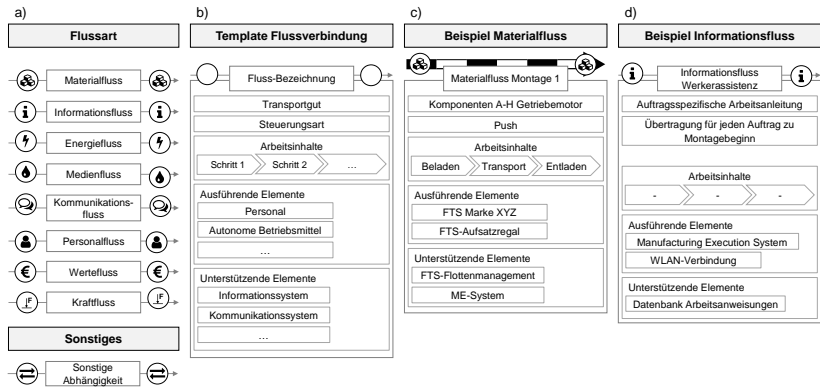 a)
Flussart
Materialfluss
Informationsfluss
Energiefluss
Medienfluss
Kommunikations-
fluss
Personalfluss
Wertefluss
Kraftfluss
F
F
Sonstiges
Sonstige
Abhängigkeit
b)
Template Flussverbindung
Fluss-Bezeichnung
Transportgut
Steuerungsart
Arbeitsinhalte
Schritt 1
Schritt 2
…
Ausführende Elemente
Personal
Autonome Betriebsmittel
…
Unterstützende Elemente
Informationssystem
Kommunikationssystem
…
c)
Beispiel Materialfluss
Materialfluss Montage 1
Komponenten A-H Getriebemotor
Push
Arbeitsinhalte
Beladen
Transport
Entladen
Ausführende Elemente
FTS Marke XYZ
FTS-Aufsatzregal
Unterstützende Elemente
FTS-Flottenmanagement
ME-System
d)
Beispiel Informationsfluss
Informationsfluss
Werkerassistenz
Auftragsspezifische Arbeitsanleitung
Übertragung für jeden Auftrag zu
Montagebeginn
Arbeitsinhalte
-
-
-
Ausführende Elemente
Manufacturing Execution System
WLAN-Verbindung
Unterstützende Elemente
Datenbank Arbeitsanweisungen